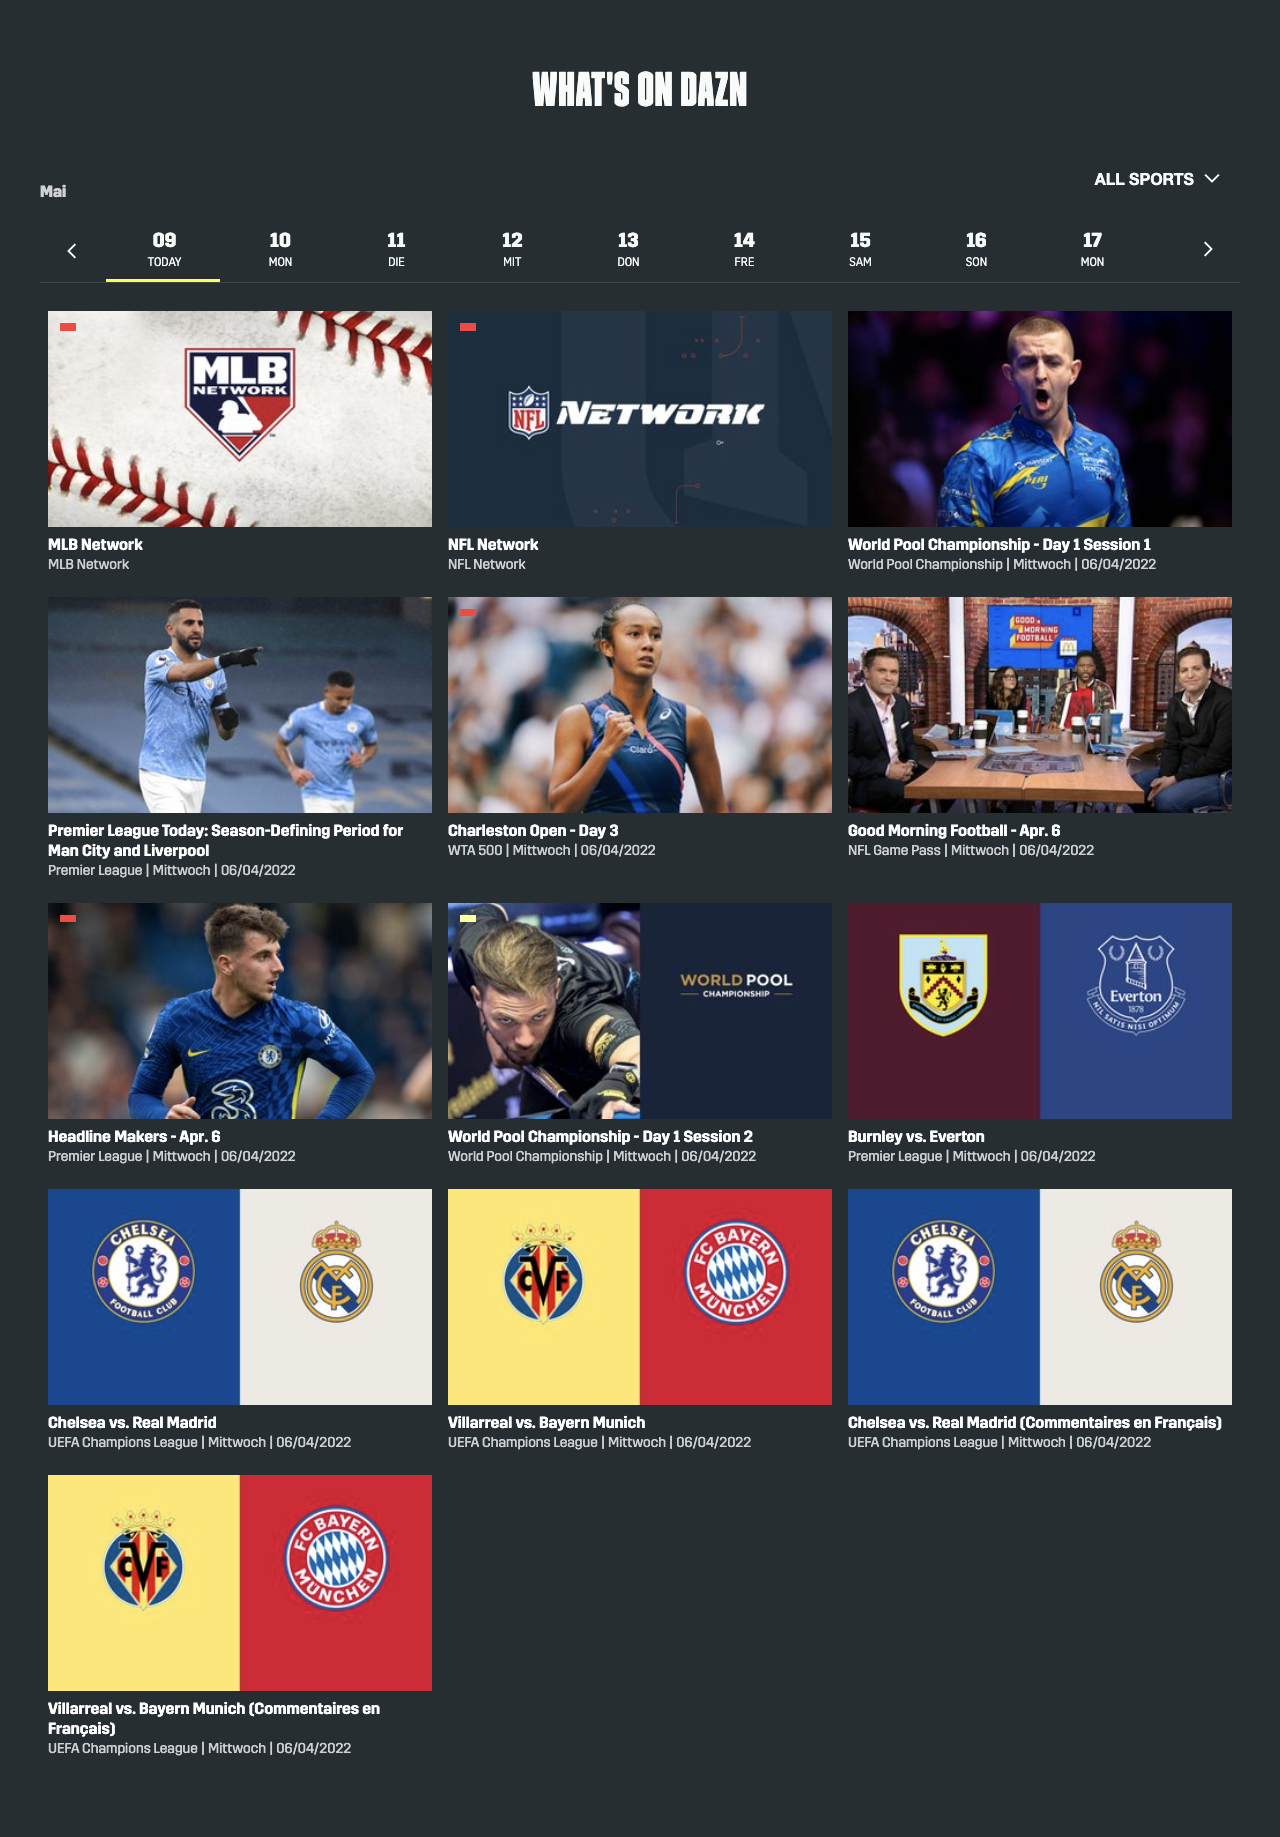 WHAT'S ON DAZN
ALL SPORTS
Mai
09 10 11 12 13 14 15 16 17
TODAY MON DIE MIT DON FRE SAM SON MON
MLB
NETWORK
NFL NETWORK
PERI
MLB Network
MLB Network
NFL Network
NFL Network
World Pool Championship - Day 1 Session 1
World Pool Championship | Mittwoch | 06/04/2022
Claro
GOOD
MORNING
FOOTBALL
Premier League Today: Season-Defining Period for
Man City and Liverpool
Premier League | Mittwoch | 06/04/2022
Charleston Open - Day 3
WTA 500 | Mittwoch | 06/04/2022
Good Morning Football - Apr. 6
NFL Game Pass | Mittwoch | 06/04/2022
3
WORLD POOL
CHAMPIONSHIP
Everton
1878
NIL SATIS NISI OPTIMUM
Headline Makers - Apr. 6
Premier League | Mittwoch | 06/04/2022
World Pool Championship - Day 1 Session 2
World Pool Championship | Mittwoch | 06/04/2022
Burnley vs. Everton
Premier League | Mittwoch | 06/04/2022
CHELSEA
FOOTBALL CLUB
CVF
FC BAYERN
MÜNCHEN
CHELSEA
FOOTBALL CLUB
Chelsea vs. Real Madrid
UEFA Champions League | Mittwoch | 06/04/2022
Villarreal vs. Bayern Munich
UEFA Champions League | Mittwoch | 06/04/2022
Chelsea vs. Real Madrid (Commentaires en Français)
UEFA Champions League | Mittwoch | 06/04/2022
CVF
FC BAYERN
MÜNCHEN
Villarreal vs. Bayern Munich (Commentaires en
Français)
UEFA Champions League | Mittwoch | 06/04/2022